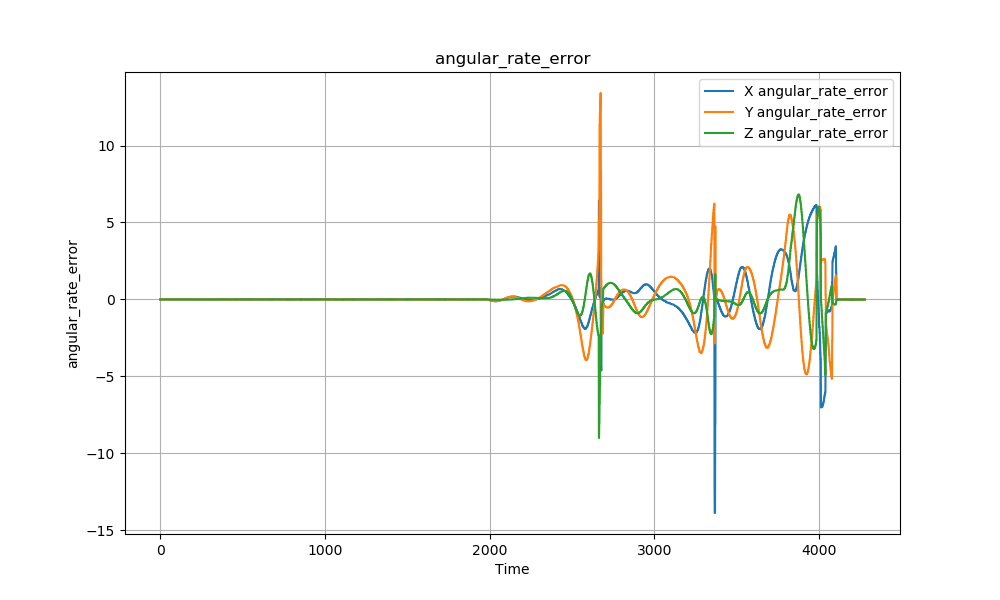 angular_rate_error
X angular_rate_error
Y angular_rate_error
Z angular_rate_error
angular_rate_error
10
5
0
−5
−10
−15
0 1000 2000 3000 4000
Time